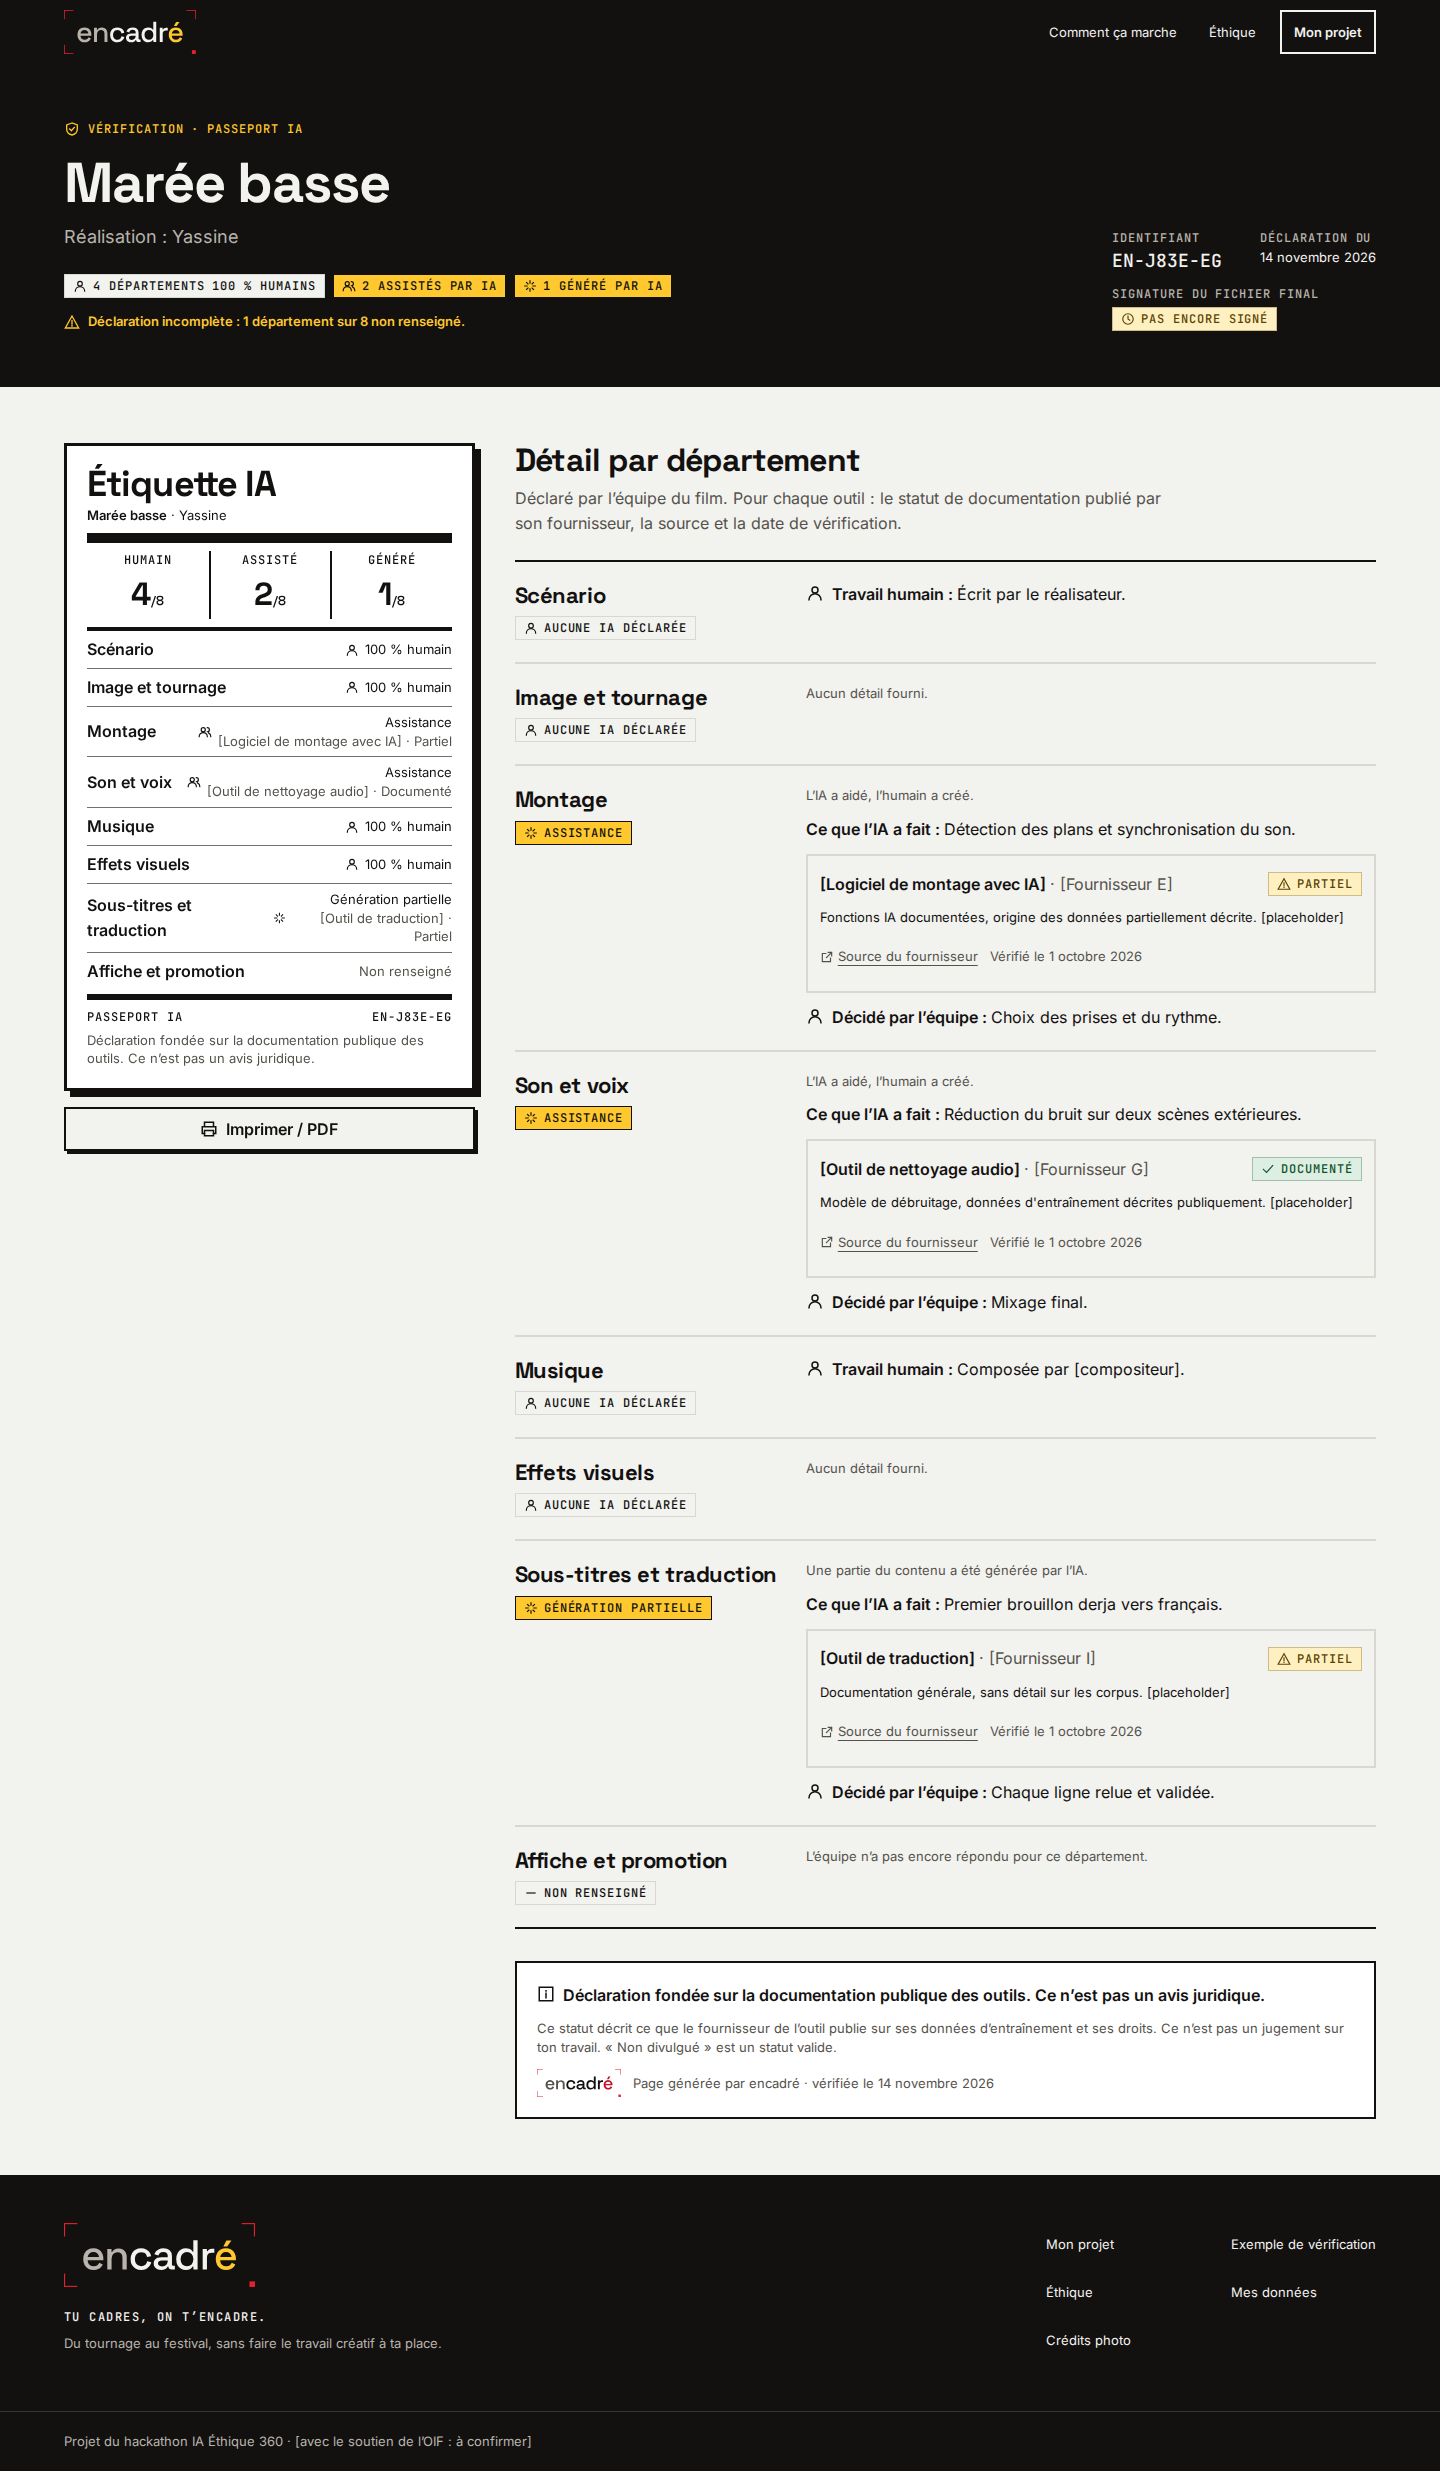 encadré
Comment ça marche
Éthique
Mon projet
VÉRIFICATION · PASSEPORT IA
Marée basse
Réalisation : Yassine
4 DÉPARTEMENTS 100 % HUMAINS
2 ASSISTÉS PAR IA
1 GÉNÉRÉ PAR IA
Déclaration incomplète : 1 département sur 8 non renseigné.
IDENTIFIANT
EN-J83E-EG
DÉCLARATION DU
14 novembre 2026
SIGNATURE DU FICHIER FINAL
PAS ENCORE SIGNÉ
Étiquette IA
Marée basse · Yassine
HUMAIN
4/8
ASSISTÉ
2/8
GÉNÉRÉ
1/8
Scénario
100 % humain
Image et tournage
100 % humain
Montage
Assistance
[Logiciel de montage avec IA] · Partiel
Son et voix
Assistance
[Outil de nettoyage audio] · Documenté
Musique
100 % humain
Effets visuels
100 % humain
Sous-titres et
traduction
Génération partielle
[Outil de traduction] ·
Partiel
Affiche et promotion
Non renseigné
PASSEPORT IA
EN-J83E-EG
Déclaration fondée sur la documentation publique des
outils. Ce n’est pas un avis juridique.
Imprimer / PDF
Détail par département
Déclaré par l’équipe du film. Pour chaque outil : le statut de documentation publié par
son fournisseur, la source et la date de vérification.
Scénario
AUCUNE IA DÉCLARÉE
Travail humain : Écrit par le réalisateur.
Image et tournage
AUCUNE IA DÉCLARÉE
Aucun détail fourni.
Montage
ASSISTANCE
L’IA a aidé, l’humain a créé.
Ce que l’IA a fait : Détection des plans et synchronisation du son.
[Logiciel de montage avec IA] · [Fournisseur E]
PARTIEL
Fonctions IA documentées, origine des données partiellement décrite. [placeholder]
Source du fournisseur
Vérifié le 1 octobre 2026
Décidé par l’équipe : Choix des prises et du rythme.
Son et voix
ASSISTANCE
L’IA a aidé, l’humain a créé.
Ce que l’IA a fait : Réduction du bruit sur deux scènes extérieures.
[Outil de nettoyage audio] · [Fournisseur G]
DOCUMENTÉ
Modèle de débruitage, données d'entraînement décrites publiquement. [placeholder]
Source du fournisseur
Vérifié le 1 octobre 2026
Décidé par l’équipe : Mixage final.
Musique
AUCUNE IA DÉCLARÉE
Travail humain : Composée par [compositeur].
Effets visuels
AUCUNE IA DÉCLARÉE
Aucun détail fourni.
Sous-titres et traduction
GÉNÉRATION PARTIELLE
Une partie du contenu a été générée par l’IA.
Ce que l’IA a fait : Premier brouillon derja vers français.
[Outil de traduction] · [Fournisseur I]
PARTIEL
Documentation générale, sans détail sur les corpus. [placeholder]
Source du fournisseur
Vérifié le 1 octobre 2026
Décidé par l’équipe : Chaque ligne relue et validée.
Affiche et promotion
NON RENSEIGNÉ
L’équipe n’a pas encore répondu pour ce département.
Déclaration fondée sur la documentation publique des outils. Ce n’est pas un avis juridique.
Ce statut décrit ce que le fournisseur de l’outil publie sur ses données d’entraînement et ses droits. Ce n’est pas un jugement sur
ton travail. « Non divulgué » est un statut valide.
encadré
Page générée par encadré · vérifiée le 14 novembre 2026
encadré
TU CADRES, ON T’ENCADRE.
Du tournage au festival, sans faire le travail créatif à ta place.
Mon projet
Exemple de vérification
Éthique
Mes données
Crédits photo
Projet du hackathon IA Éthique 360 · [avec le soutien de l’OIF : à confirmer]